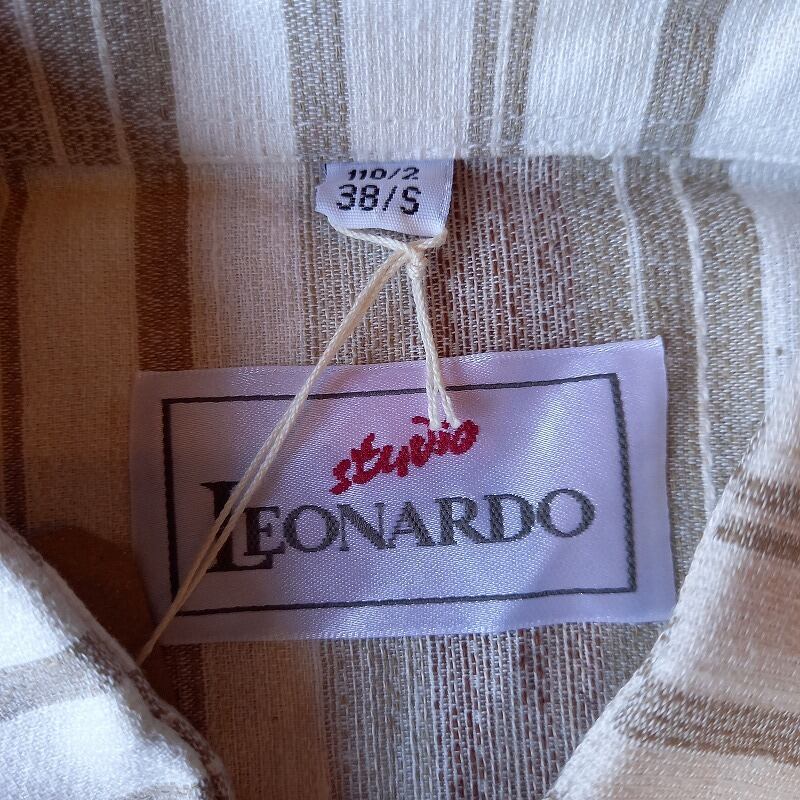 110/2
38/S
studio
LEONARDO